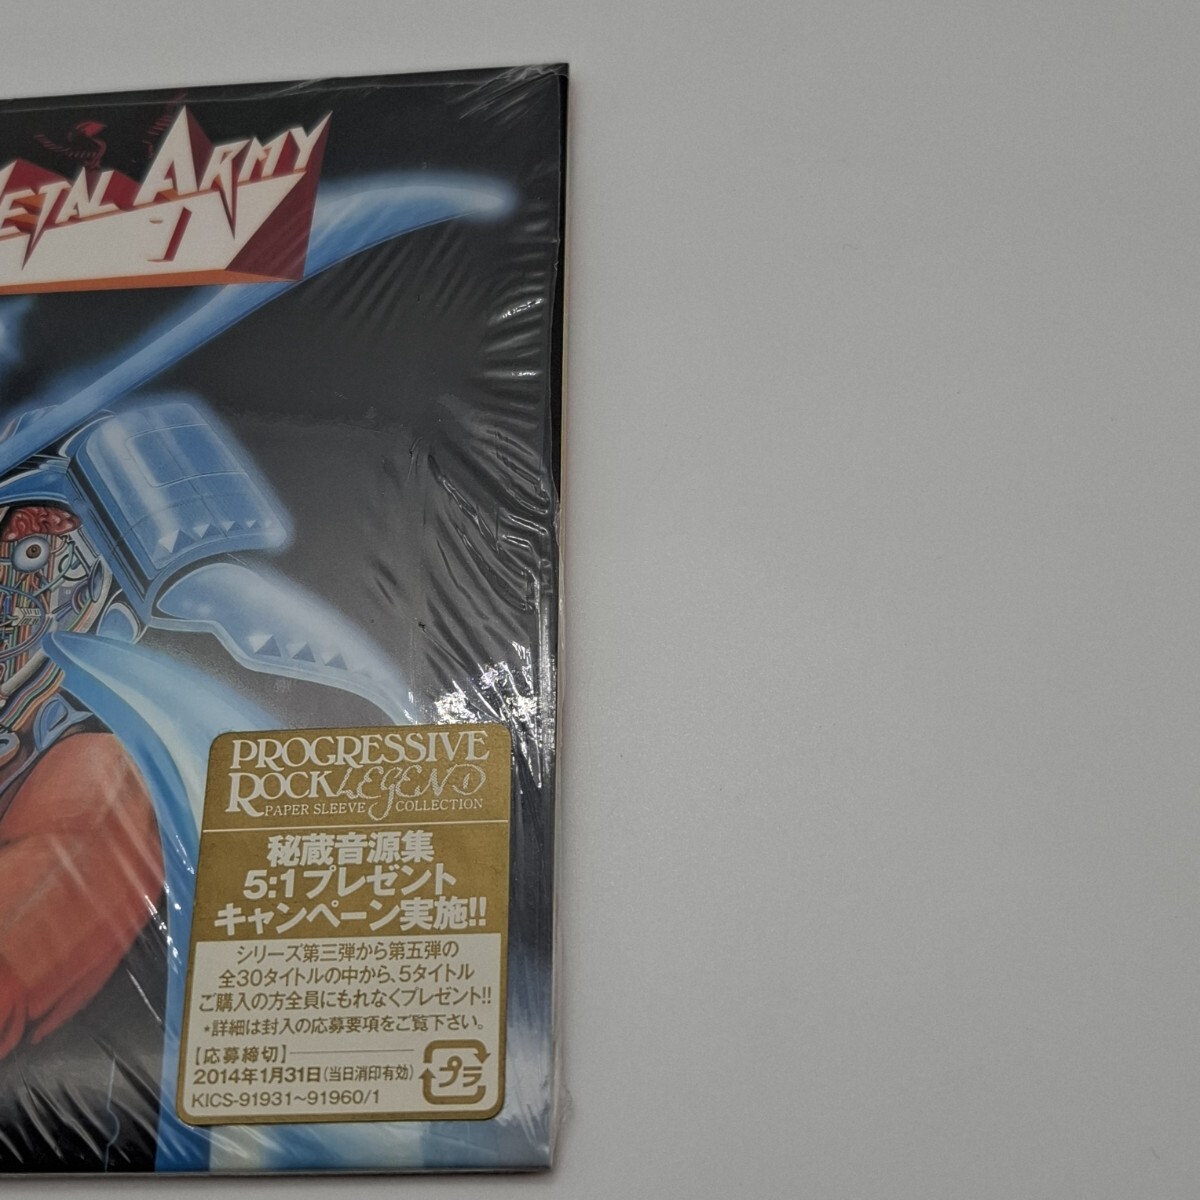 METAL ARMY
IV
PROGRESSIVE
ROCK LEGEND
PAPER SLEEVE COLLECTION
秘蔵音源集
5:1プレゼント
キャンペーン実施!!
シリーズ第三弾から第五弾の
全30タイトルの中から、5タイトル
ご購入の方全員にもれなくプレゼント!!
*詳細は封入の応募要項をご覧下さい。
【応募締切】
2014年1月31日(当日消印有効)
KICS-91931~91960/1
プラ